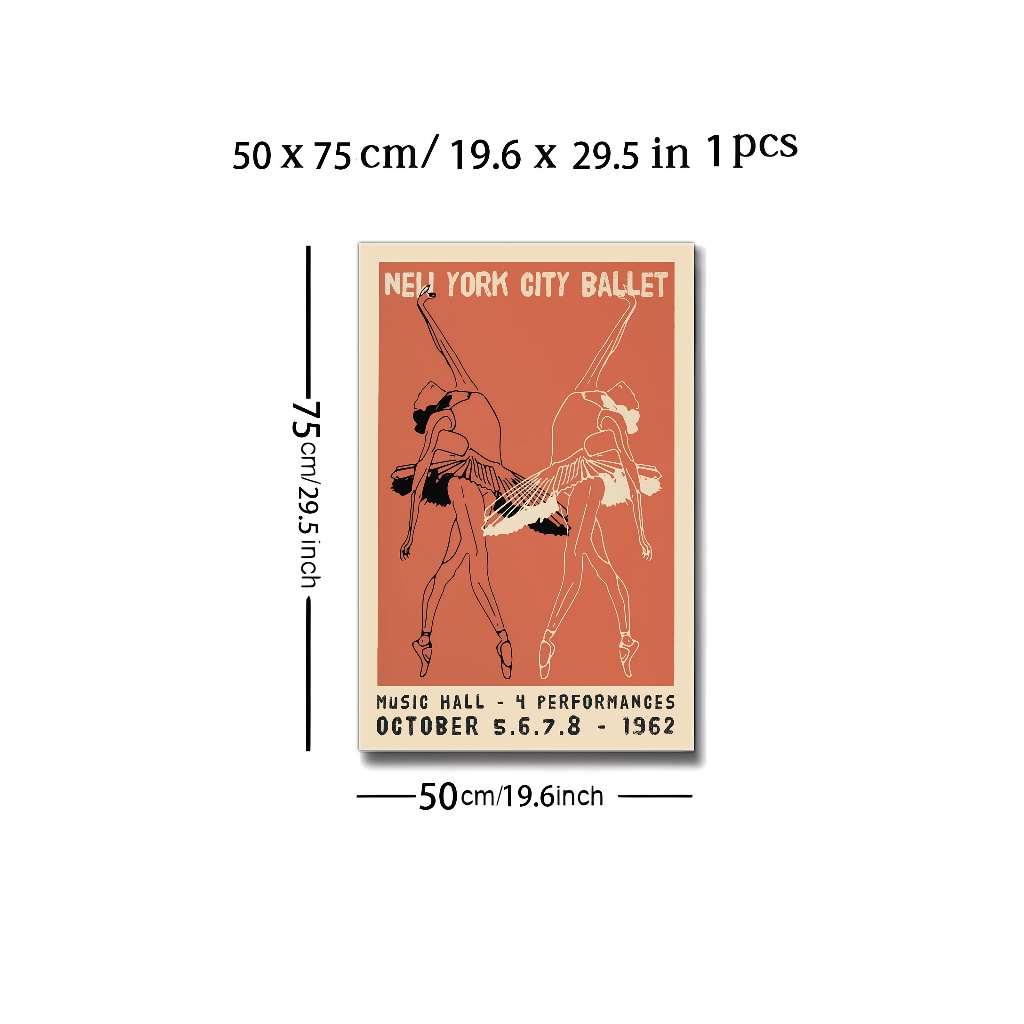 50 x 75 cm/ 19.6 x 29.5 in 1 pcs
NEW YORK CITY BALLET
75cm/29.5inch
MUSIC HALL - 4 PERFORMANCES
OCTOBER 5.6.7.8 - 1962
50cm/19.6inch